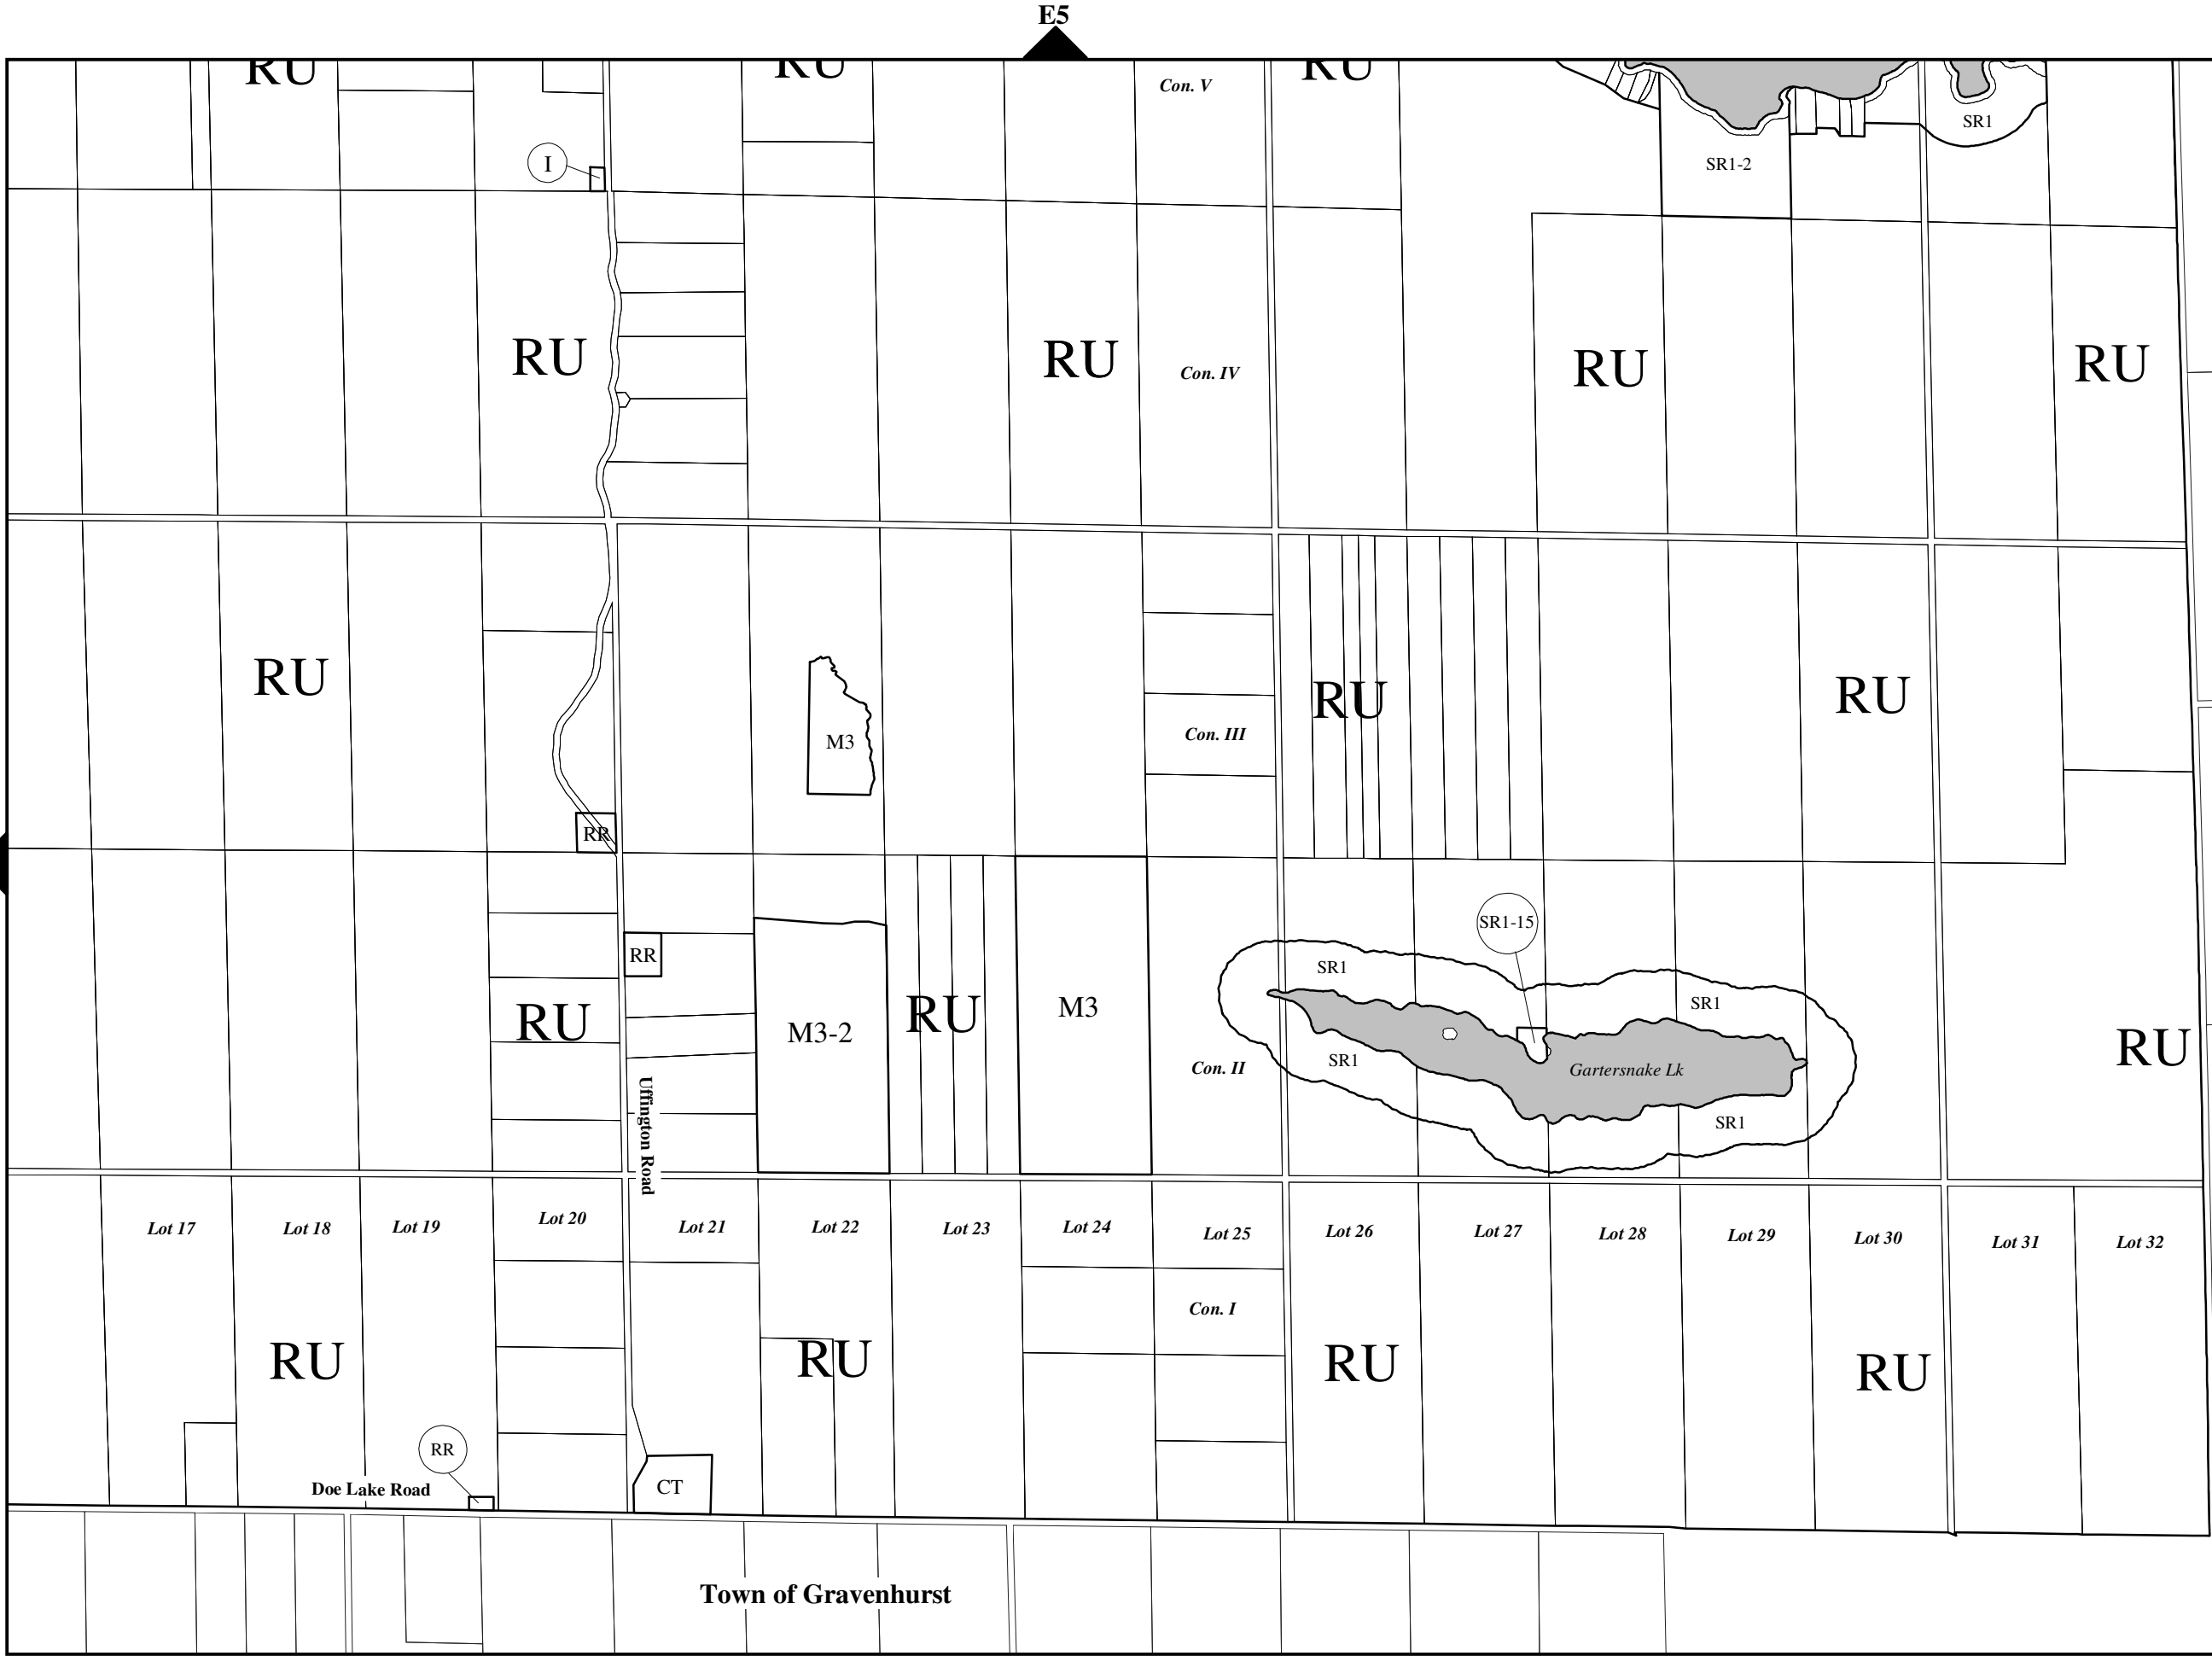 E5
RU
RU
Con. V
RU
SR1
I
SR1-2
RU
RU
Con. IV
RU
RU
RU
M3
Con. III
RU
RU
RR
SR1-15
RR
SR1
SR1
RU
M3-2
RU
M3
Con. II
SR1
Gartersnake Lk
RU
Uffington Road
SR1
Lot 17
Lot 18
Lot 19
Lot 20
Lot 21
Lot 22
Lot 23
Lot 24
Lot 25
Lot 26
Lot 27
Lot 28
Lot 29
Lot 30
Lot 31
Lot 32
Con. I
RU
RU
RU
RU
RR
Doe Lake Road
CT
Town of Gravenhurst